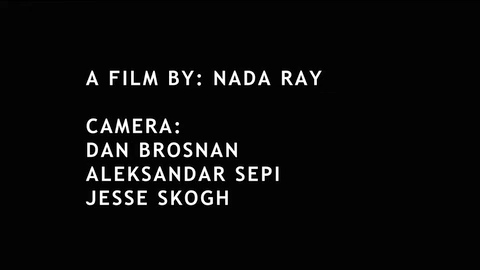 A FILM BY: NADA RAY
CAMERA:
DAN BROSNAN
ALEKSANDAR SEPI
JESSE SKOGH